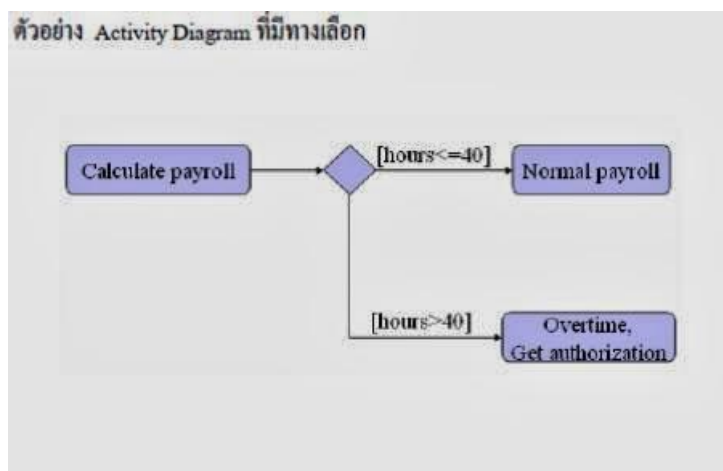 ตัวอย่าง Activity Diagram ที่มีทางเลือก
Calculate payroll
[hours<=40]
Normal payroll
[hours>40]
Overtime,
Get authorization